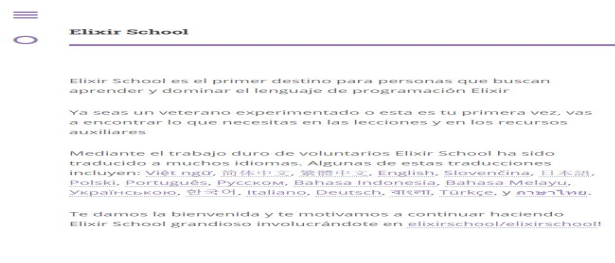 Elixir School
Elixir School es el primer destino para personas que buscan
aprender y dominar el lenguaje de programación Elixir
Ya seas un veterano experimentado o esta es tu primera vez, vas
a encontrar lo que necesitas en las lecciones y en los recursos
auxiliares
Mediante el trabajo duro de voluntarios Elixir School ha sido
traducido a muchos idiomas. Algunas de estas traducciones
incluyen: Việt ngữ, 简体中文, 繁體中文, English, Slovenčina, 日本語,
Polski, Português, Русском, Bahasa Indonesia, Bahasa Melayu,
Українською, 한국어, Italiano, Deutsch, বাংলা, Türkçe, y ภาษาไทย.
Te damos la bienvenida y te motivamos a continuar haciendo
Elixir School grandioso involucrándote en elixirschool/elixirschool!